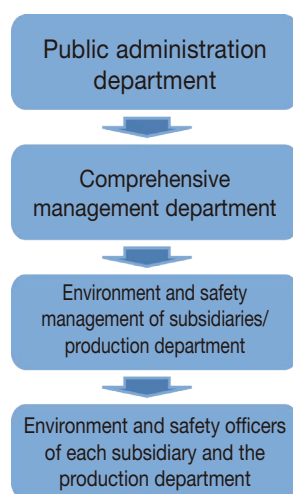 Public administration
department
Comprehensive
management department
Environment and safety
management of subsidiaries/
production department
Environment and safety officers
of each subsidiary and the
production department